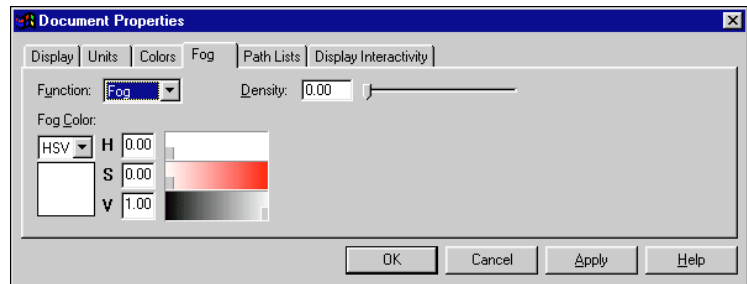 Document Properties
Display Units Colors Fog Path Lists Display Interactivity
Function: Fog Density: 0.00
Fog Color:
HSV H 0.00
S 0.00
V 1.00
OK Cancel Apply Help